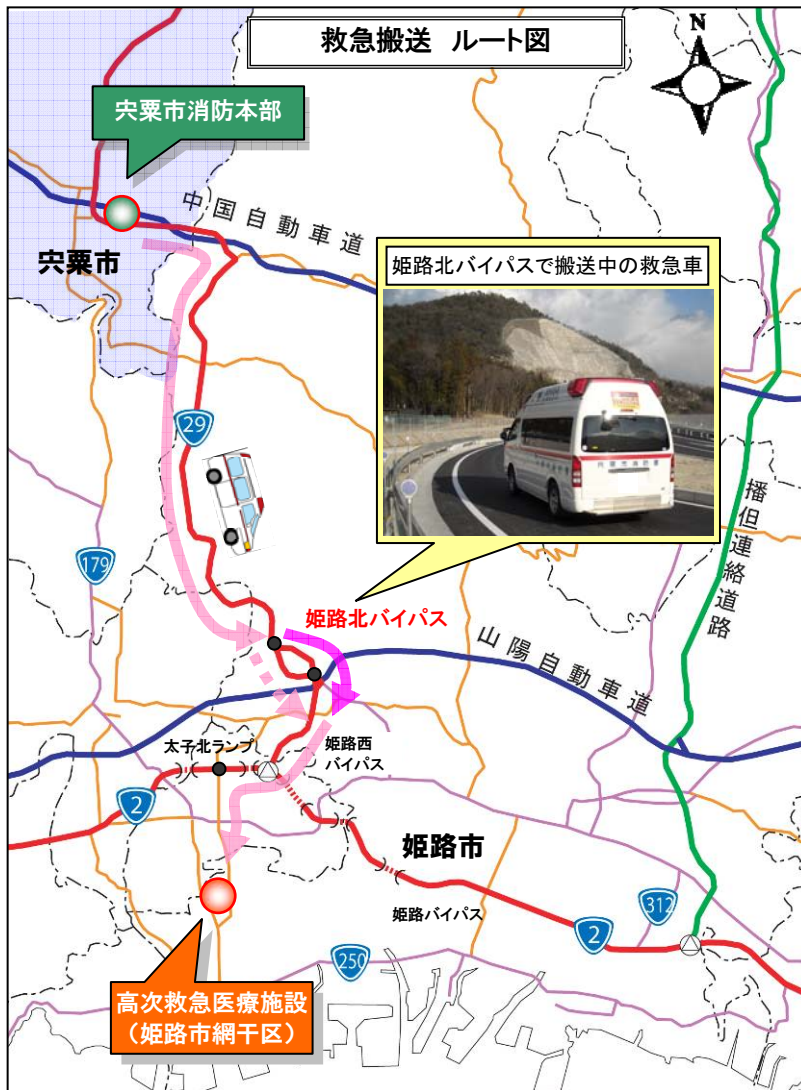 救急搬送 ルート図
N
宍粟市消防本部
中国自動車道
宍粟市
姫路北バイパスで搬送中の救急車
29
播但連絡道路
179
姫路北バイパス
山陽自動車道
太子北ランプ
姫路西
バイパス
2
姫路市
姫路バイパス
312
2
250
高次救急医療施設
（姫路市網干区）